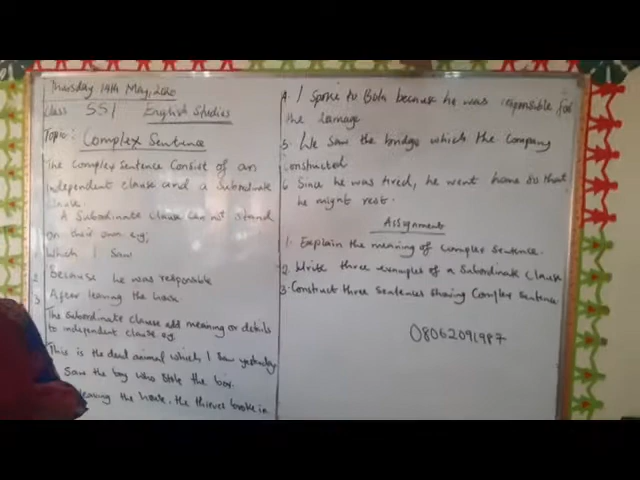 Thursday 14th May, 2020
Class SS1 English Studies
Topic: Complex Sentence
The Complex Sentence Consist of an
independent clause and a Subordinate
clause.
A Subordinate Clause Can not stand
on their own e.g;
1 Which I Saw
2 Because he was responsible
3 After leaving the house
The Subordinate clause add meaning or details
to independent clause e.g.
This is the dead animal which I saw yesterday
Saw the boy who stole the box.
leaving the house, the thieves broke in
4. I Spoke to Bola because he was responsible for
the damage
5. We Saw the bridge which the Company
constructed
6 Since he was tired, he went home so that
he might rest.
Assignment
1. Explain the meaning of Complex Sentence.
2. Write three examples of a Subordinate Clause
3. Construct three sentences showing Complex Sentence.
08062091987